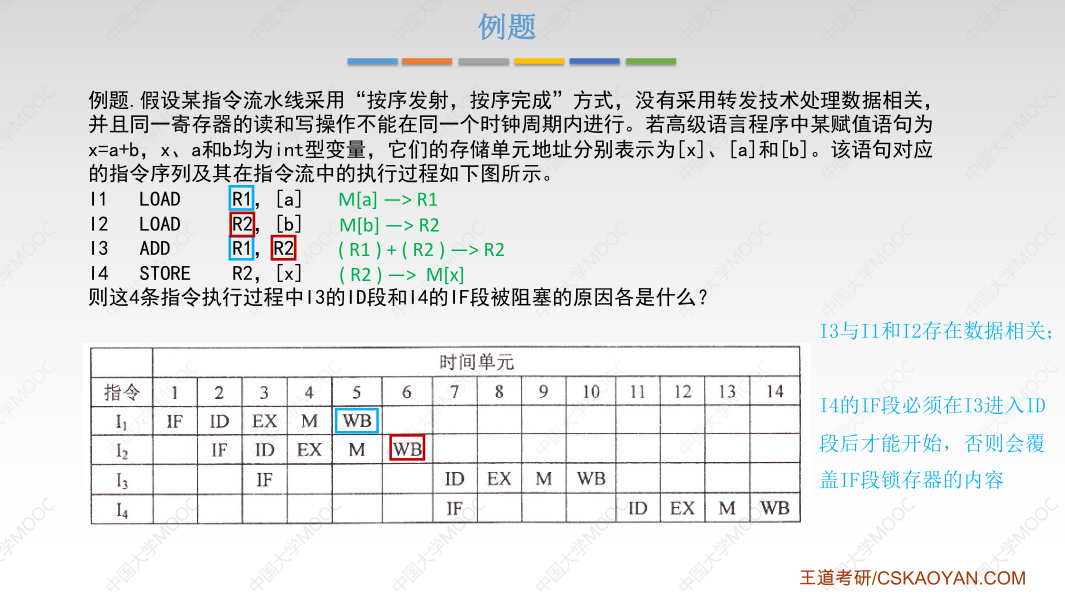 例题
例题.假设某指令流水线采用“按序发射，按序完成”方式，没有采用转发技术处理数据相关，
并且同一寄存器的读和写操作不能在同一个时钟周期内进行。若高级语言程序中某赋值语句为
x=a+b，x、a和b均为int型变量，它们的存储单元地址分别表示为[x]、[a]和[b]。该语句对应
的指令序列及其在指令流中的执行过程如下图所示。
I1 LOAD R1，[a] M[a] —> R1
I2 LOAD R2，[b] M[b] —> R2
I3 ADD R1，R2 ( R1 ) + ( R2 ) —> R2
I4 STORE R2，[x] ( R2 ) —> M[x]
则这4条指令执行过程中I3的ID段和I4的IF段被阻塞的原因各是什么？
I3与I1和I2存在数据相关；
I4的IF段必须在I3进入ID
段后才能开始，否则会覆
盖IF段锁存器的内容
时间单元
指令 1 2 3 4 5 6 7 8 9 10 11 12 13 14
I₁ IF ID EX M WB
I₂ IF ID EX M WB
I₃ IF ID EX M WB
I₄ IF ID EX M WB
王道考研/CSKAOYAN.COM
中国大学MOOC